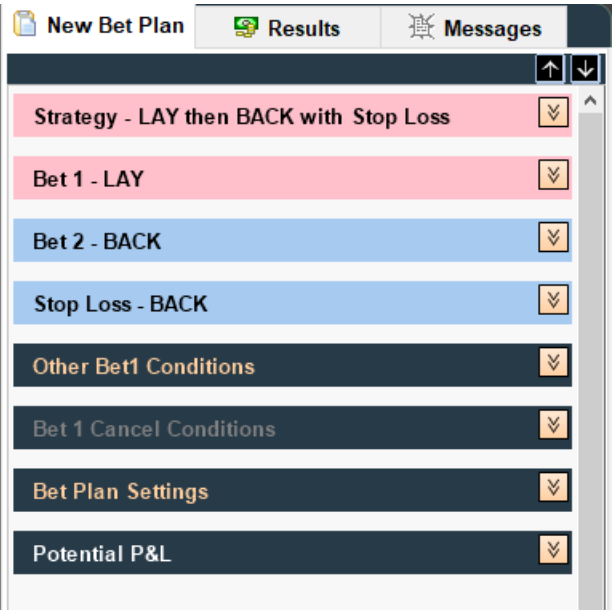 New Bet Plan
Results
Messages
Strategy - LAY then BACK with Stop Loss
Bet 1 - LAY
Bet 2 - BACK
Stop Loss - BACK
Other Bet1 Conditions
Bet 1 Cancel Conditions
Bet Plan Settings
Potential P&L